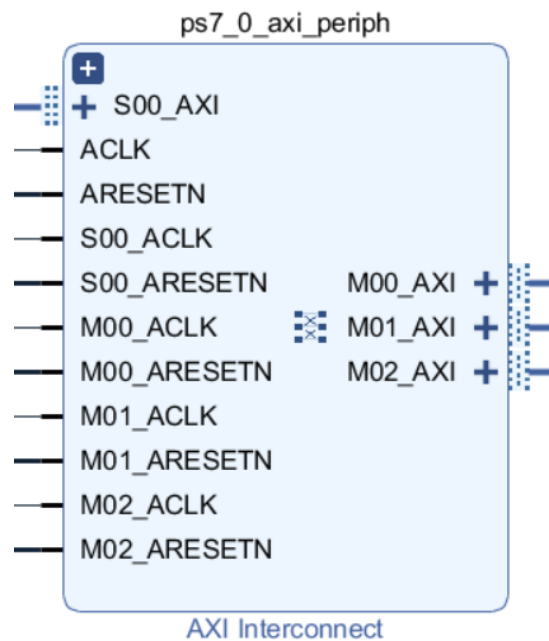 ps7_0_axi_periph
S00_AXI
ACLK
ARESETN
S00_ACLK
S00_ARESETN
M00_ACLK
M00_ARESETN
M01_ACLK
M01_ARESETN
M02_ACLK
M02_ARESETN
M00_AXI
M01_AXI
M02_AXI
AXI Interconnect